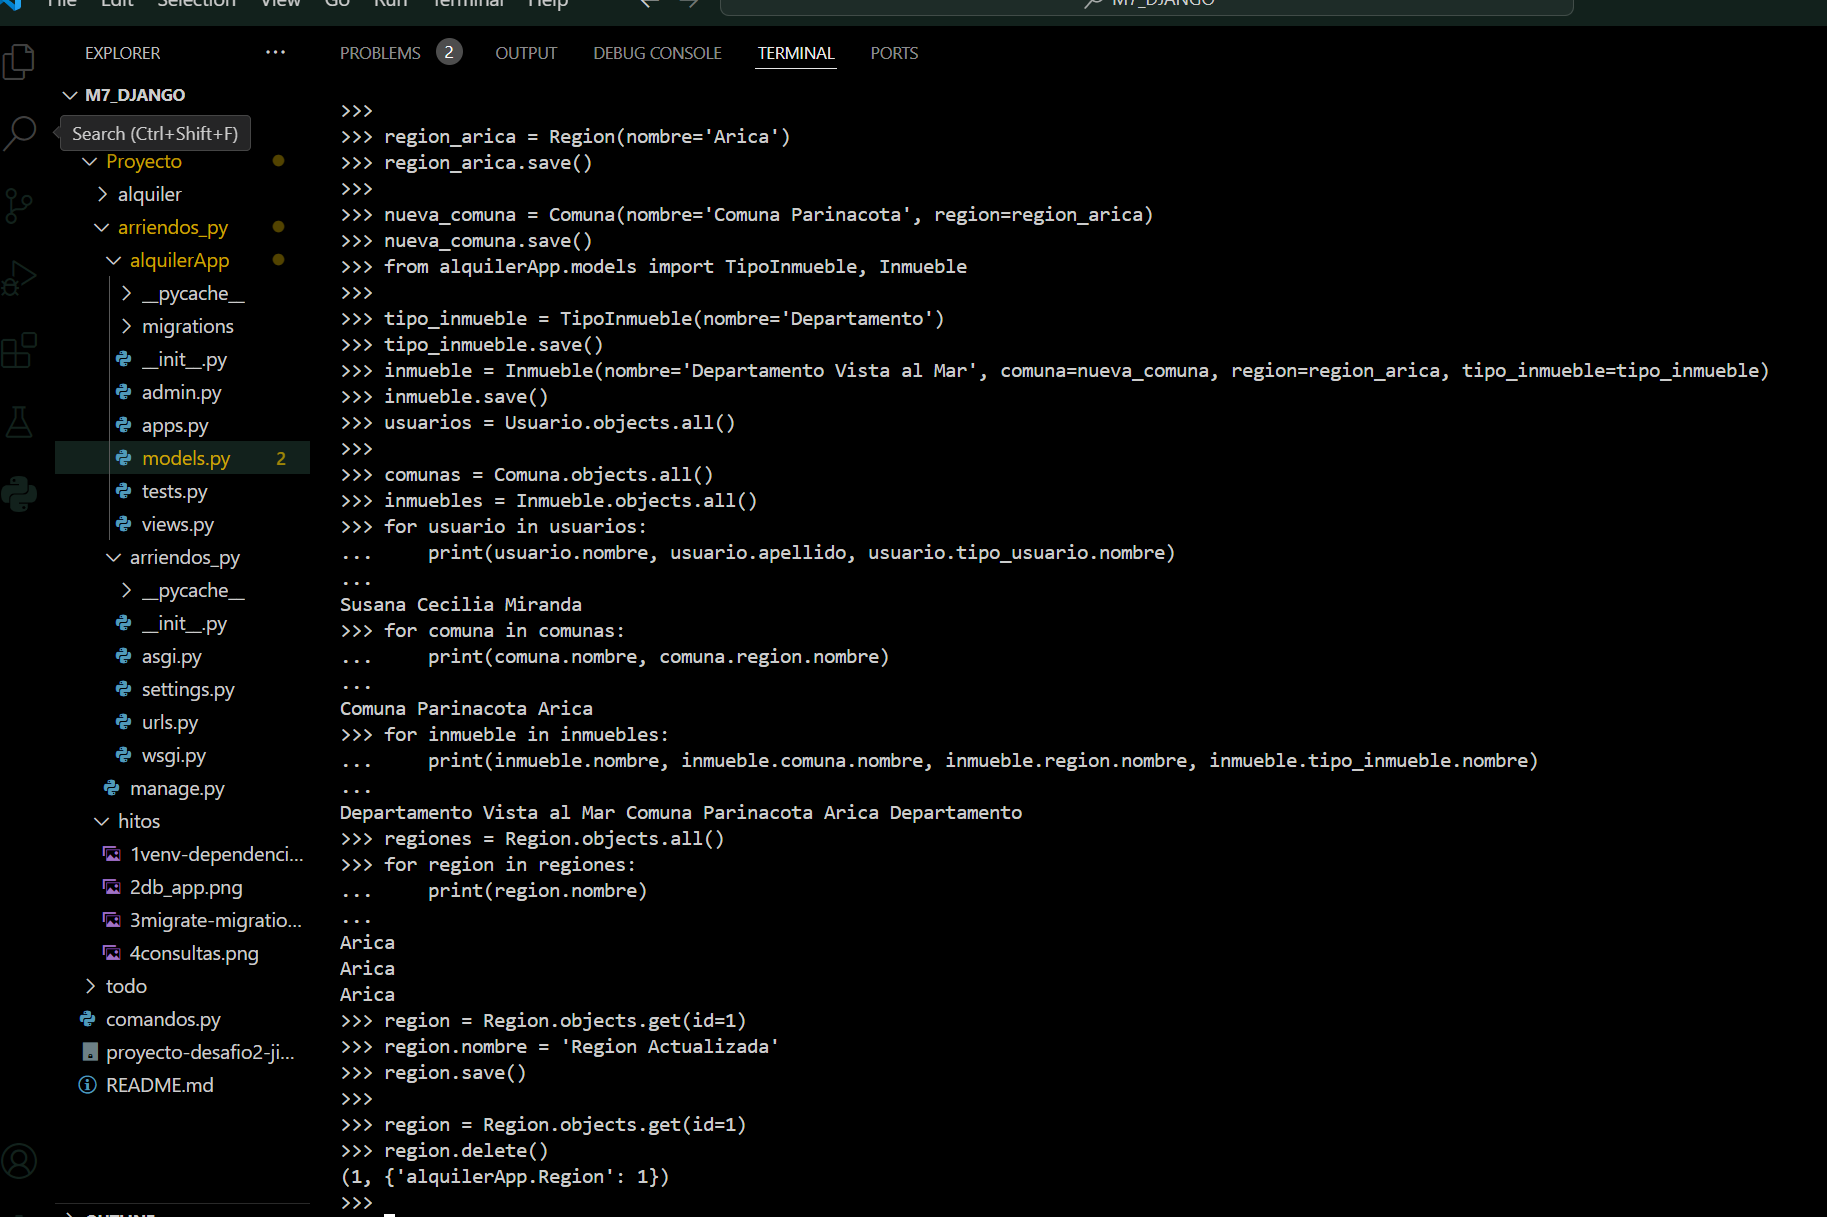 File Edit Selection View Go Run Terminal Help
M7_DJANGO
EXPLORER
PROBLEMS 2 OUTPUT DEBUG CONSOLE TERMINAL PORTS
M7_DJANGO
Search (Ctrl+Shift+F)
Proyecto
alquiler
arriendos_py
alquilerApp
__pycache__
migrations
__init__.py
admin.py
apps.py
models.py 2
tests.py
views.py
arriendos_py
__pycache__
__init__.py
asgi.py
settings.py
urls.py
wsgi.py
manage.py
hitos
1venv-dependenci...
2db_app.png
3migrate-migratio...
4consultas.png
todo
comandos.py
proyecto-desafio2-ji...
README.md
OUTLINE
>>>
>>> region_arica = Region(nombre='Arica')
>>> region_arica.save()
>>>
>>> nueva_comuna = Comuna(nombre='Comuna Parinacota', region=region_arica)
>>> nueva_comuna.save()
>>> from alquilerApp.models import TipoInmueble, Inmueble
>>>
>>> tipo_inmueble = TipoInmueble(nombre='Departamento')
>>> tipo_inmueble.save()
>>> inmueble = Inmueble(nombre='Departamento Vista al Mar', comuna=nueva_comuna, region=region_arica, tipo_inmueble=tipo_inmueble)
>>> inmueble.save()
>>> usuarios = Usuario.objects.all()
>>>
>>> comunas = Comuna.objects.all()
>>> inmuebles = Inmueble.objects.all()
>>> for usuario in usuarios:
...     print(usuario.nombre, usuario.apellido, usuario.tipo_usuario.nombre)
...
Susana Cecilia Miranda
>>> for comuna in comunas:
...     print(comuna.nombre, comuna.region.nombre)
...
Comuna Parinacota Arica
>>> for inmueble in inmuebles:
...     print(inmueble.nombre, inmueble.comuna.nombre, inmueble.region.nombre, inmueble.tipo_inmueble.nombre)
...
Departamento Vista al Mar Comuna Parinacota Arica Departamento
>>> regiones = Region.objects.all()
>>> for region in regiones:
...     print(region.nombre)
...
Arica
Arica
Arica
>>> region = Region.objects.get(id=1)
>>> region.nombre = 'Region Actualizada'
>>> region.save()
>>>
>>> region = Region.objects.get(id=1)
>>> region.delete()
(1, {'alquilerApp.Region': 1})
>>>